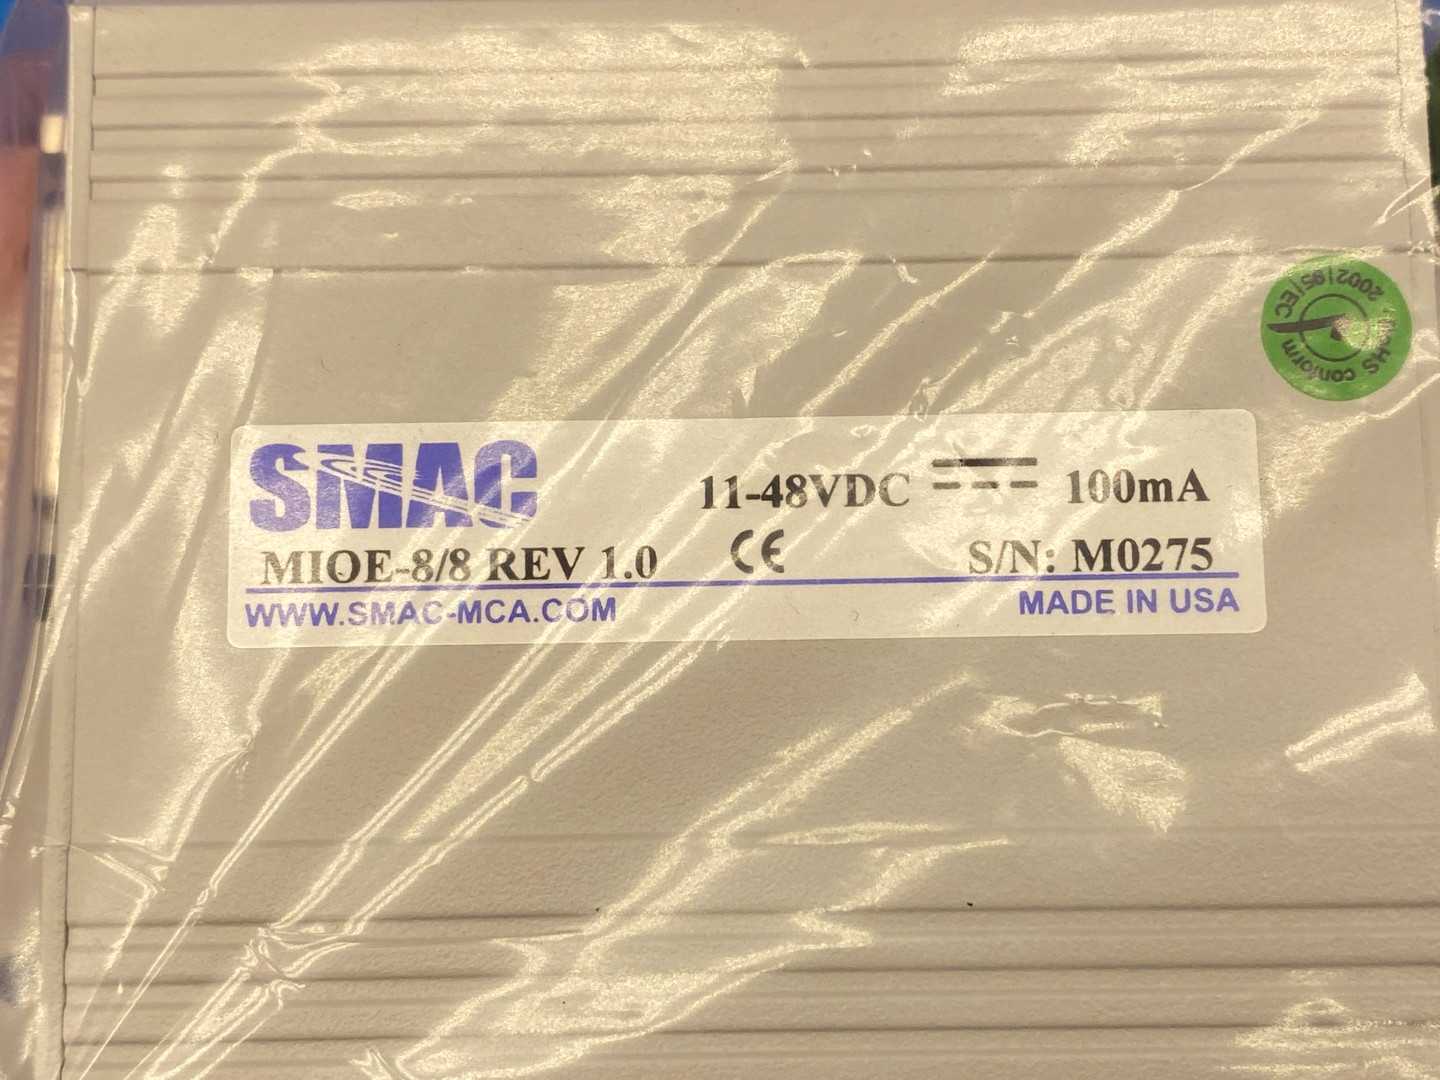 SMAC
11-48VDC 100mA
MIOE-8/8 REV 1.0 CE S/N: M0275
WWW.SMAC-MCA.COM MADE IN USA
RoHS conform 2002|95|EC